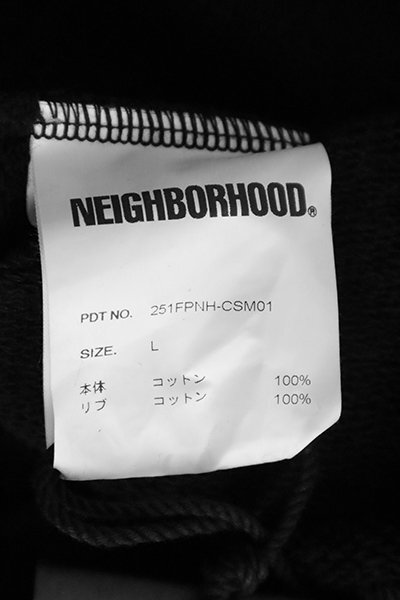 NEIGHBORHOOD®
PDT NO. 251FPNH-CSM01
SIZE. L
本体 コットン 100%
リブ コットン 100%